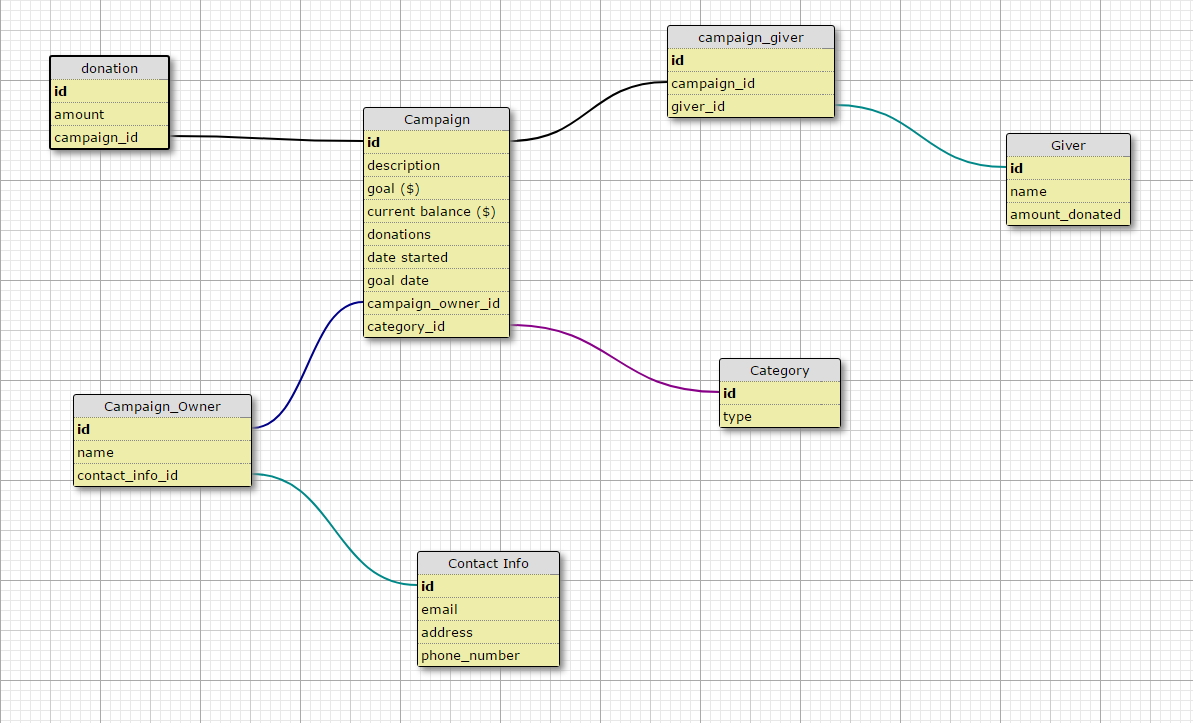 donation
id
amount
campaign_id
Campaign
id
description
goal ($)
current balance ($)
donations
date started
goal date
campaign_owner_id
category_id
campaign_giver
id
campaign_id
giver_id
Giver
id
name
amount_donated
Category
id
type
Campaign_Owner
id
name
contact_info_id
Contact Info
id
email
address
phone_number